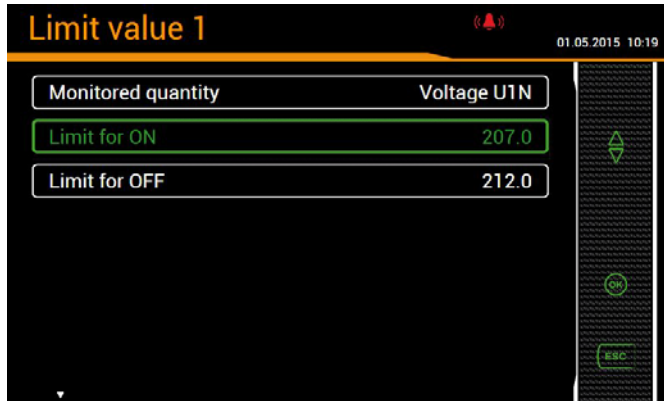 Limit value 1
01.05.2015 10:19
Monitored quantity Voltage U1N
Limit for ON 207.0
Limit for OFF 212.0
OK
ESC